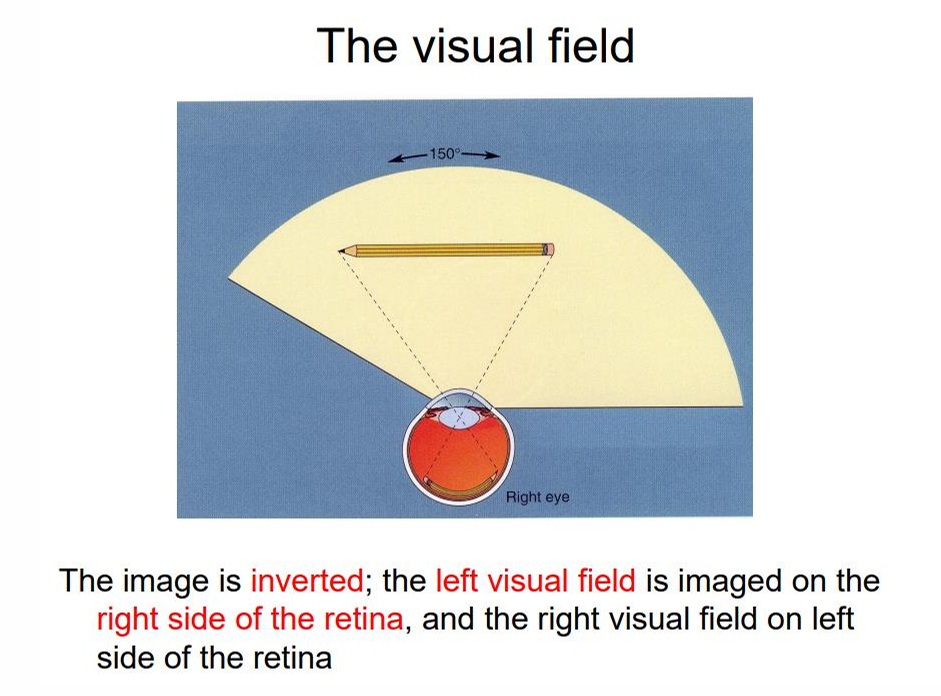 The visual field
150°
Right eye
The image is inverted; the left visual field is imaged on the
right side of the retina, and the right visual field on left
side of the retina